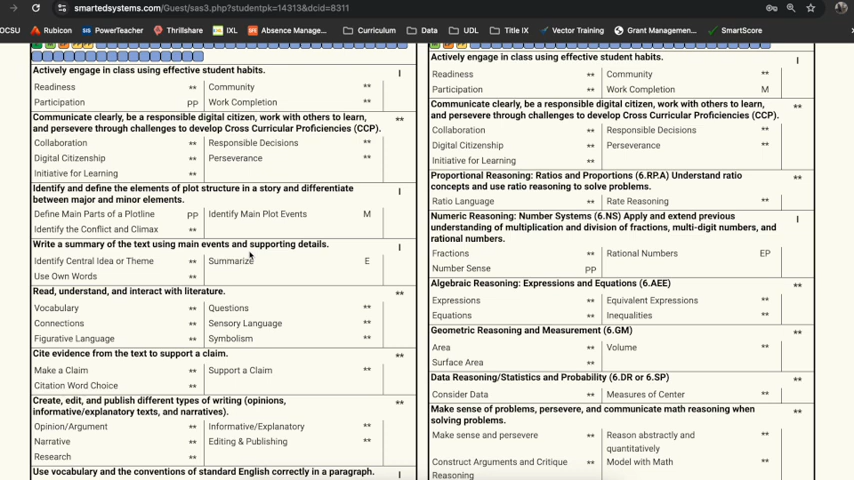 smartedsystems.com/Guest/sas3.php?studentpk=14313&dcid=8311
OCSU Rubicon SIS PowerTeacher Thrillshare IXL Absence Manage... Curriculum Data UDL Title IX Vector Training Grant Managemen... SmartScore
Actively engage in class using effective student habits. I
Readiness ** Community **
Participation PP Work Completion **
Communicate clearly, be a responsible digital citizen, work with others to learn, **
and persevere through challenges to develop Cross Curricular Proficiencies (CCP).
Collaboration ** Responsible Decisions **
Digital Citizenship ** Perseverance **
Initiative for Learning **
Identify and define the elements of plot structure in a story and differentiate I
between major and minor elements.
Define Main Parts of a Plotline PP Identify Main Plot Events M
Identify the Conflict and Climax **
Write a summary of the text using main events and supporting details. I
Identify Central Idea or Theme ** Summarize E
Use Own Words **
Read, understand, and interact with literature. **
Vocabulary ** Questions **
Connections ** Sensory Language **
Figurative Language ** Symbolism **
Cite evidence from the text to support a claim. **
Make a Claim ** Support a Claim **
Citation Word Choice **
Create, edit, and publish different types of writing (opinions, **
informative/explanatory texts, and narratives).
Opinion/Argument ** Informative/Explanatory **
Narrative ** Editing & Publishing **
Research **
Use vocabulary and the conventions of standard English correctly in a paragraph. I
Actively engage in class using effective student habits. I
Readiness ** Community **
Participation ** Work Completion M
Communicate clearly, be a responsible digital citizen, work with others to learn, **
and persevere through challenges to develop Cross Curricular Proficiencies (CCP).
Collaboration ** Responsible Decisions **
Digital Citizenship ** Perseverance **
Initiative for Learning **
Proportional Reasoning: Ratios and Proportions (6.RP.A) Understand ratio **
concepts and use ratio reasoning to solve problems.
Ratio Language ** Rate Reasoning **
Numeric Reasoning: Number Systems (6.NS) Apply and extend previous I
understanding of multiplication and division of fractions, multi-digit numbers, and
rational numbers.
Fractions ** Rational Numbers EP
Number Sense PP
Algebraic Reasoning: Expressions and Equations (6.AEE) **
Expressions ** Equivalent Expressions **
Equations ** Inequalities **
Geometric Reasoning and Measurement (6.GM) **
Area ** Volume **
Surface Area **
Data Reasoning/Statistics and Probability (6.DR or 6.SP) **
Consider Data ** Measures of Center **
Make sense of problems, persevere, and communicate math reasoning when **
solving problems.
Make sense and persevere ** Reason abstractly and **
quantitatively
Construct Arguments and Critique ** Model with Math **
Reasoning